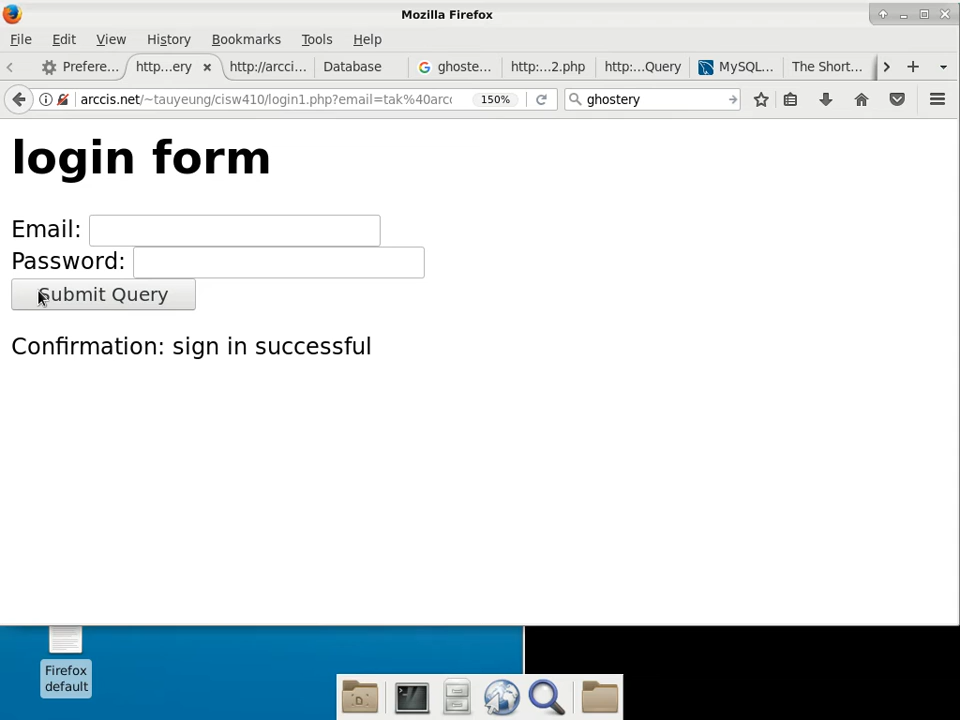 Mozilla Firefox
File Edit View History Bookmarks Tools Help
Prefere... http...ery http://arcci... Database ghoste... http:...2.php http:...Query MySQL... The Short...
arccis.net/~tauyeung/cisw410/login1.php?email=tak%40arcc 150% ghostery
login form
Email:
Password:
Submit Query
Confirmation: sign in successful
Firefox
default